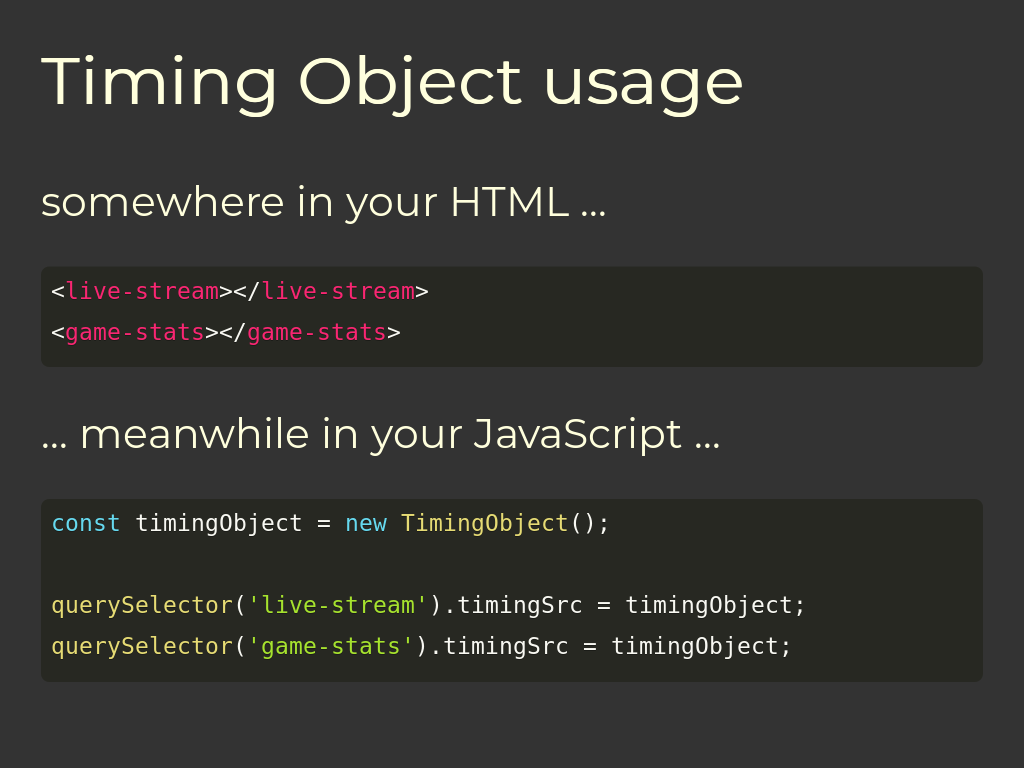 Timing Object usage
somewhere in your HTML …
<live-stream></live-stream>
<game-stats></game-stats>
… meanwhile in your JavaScript …
const timingObject = new TimingObject();
querySelector('live-stream').timingSrc = timingObject;
querySelector('game-stats').timingSrc = timingObject;